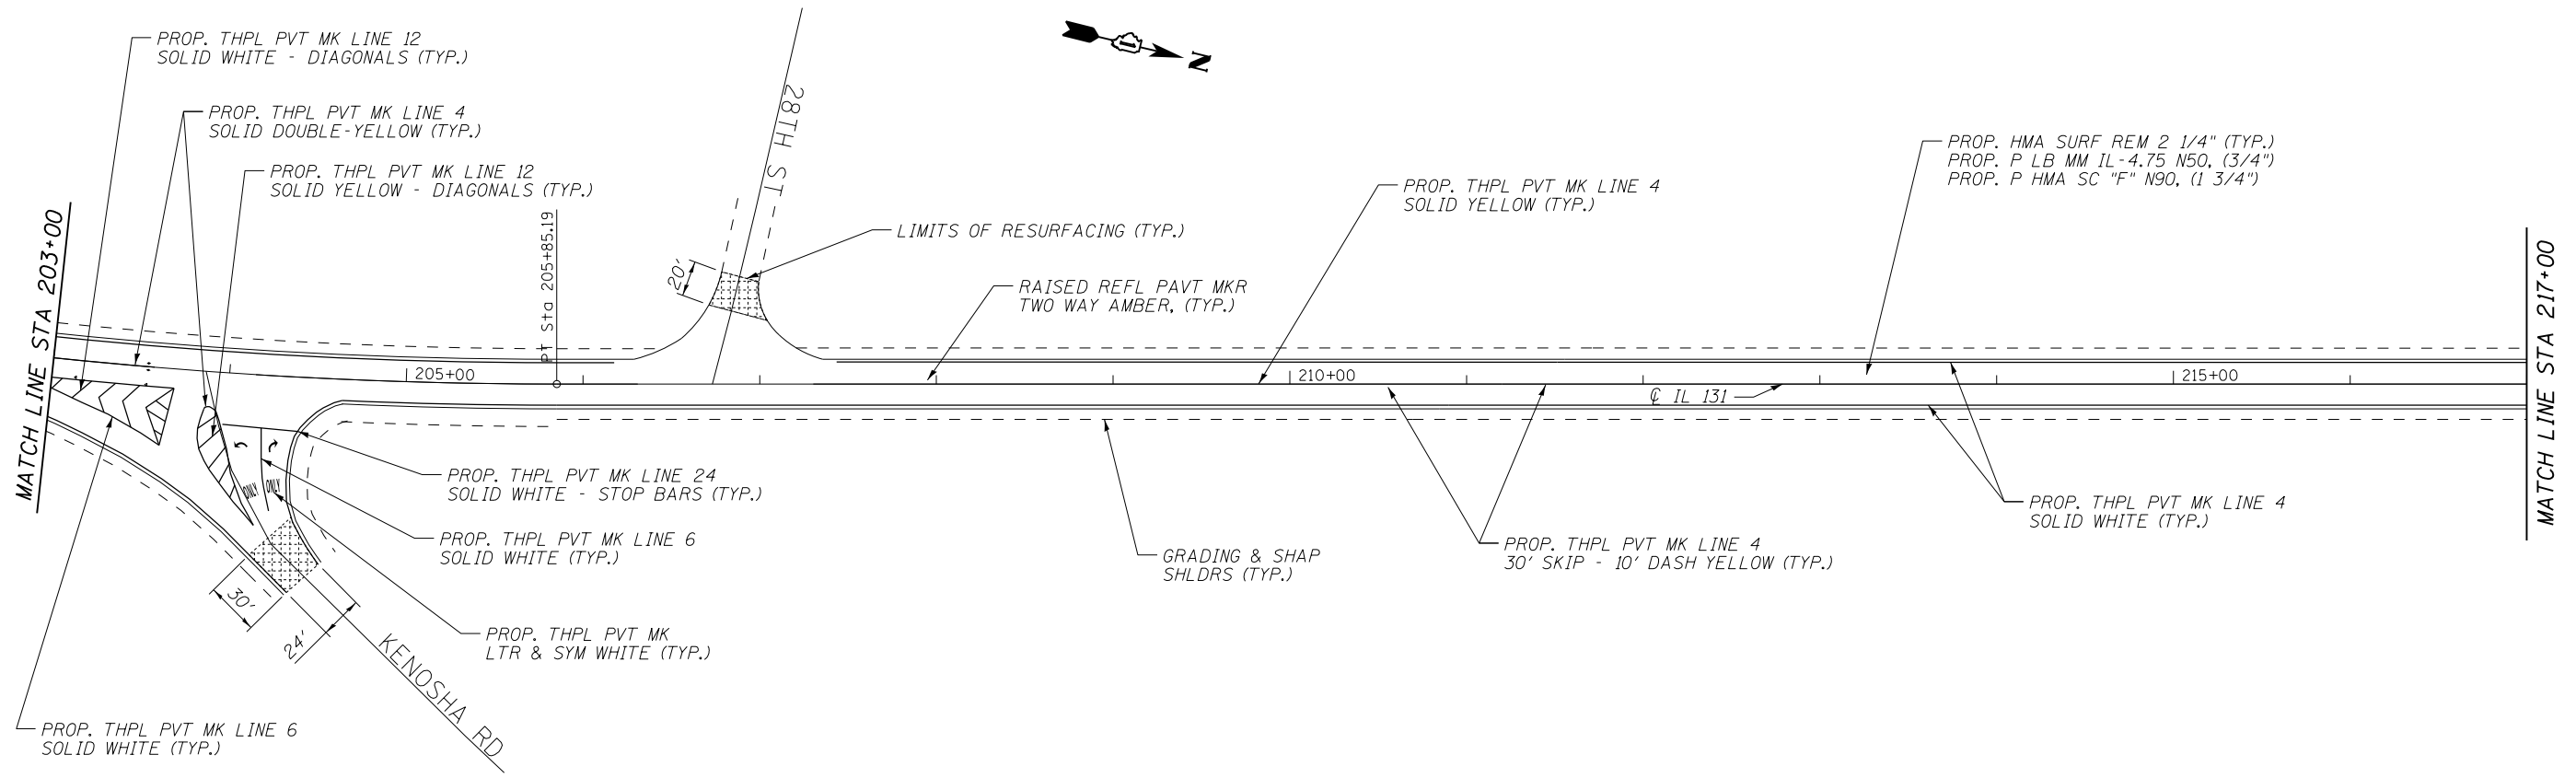 PROP. THPL PVT MK LINE 12
SOLID WHITE - DIAGONALS (TYP.)
PROP. THPL PVT MK LINE 4
SOLID DOUBLE-YELLOW (TYP.)
PROP. THPL PVT MK LINE 12
SOLID YELLOW - DIAGONALS (TYP.)
N
28TH ST
PROP. HMA SURF REM 2 1/4" (TYP.)
PROP. P LB MM IL-4.75 N50, (3/4")
PROP. P HMA SC "F" N90, (1 3/4")
PROP. THPL PVT MK LINE 4
SOLID YELLOW (TYP.)
LIMITS OF RESURFACING (TYP.)
20'
RAISED REFL PAVT MKR
TWO WAY AMBER, (TYP.)
MATCH LINE STA 203+00
PT Sta 205+85.19
MATCH LINE STA 217+00
205+00
210+00
215+00
℄ IL 131
ONLY
ONLY
PROP. THPL PVT MK LINE 24
SOLID WHITE - STOP BARS (TYP.)
PROP. THPL PVT MK LINE 6
SOLID WHITE (TYP.)
GRADING & SHAP
SHLDRS (TYP.)
PROP. THPL PVT MK LINE 4
30' SKIP - 10' DASH YELLOW (TYP.)
PROP. THPL PVT MK LINE 4
SOLID WHITE (TYP.)
30'
24'
PROP. THPL PVT MK
LTR & SYM WHITE (TYP.)
KENOSHA RD
PROP. THPL PVT MK LINE 6
SOLID WHITE (TYP.)